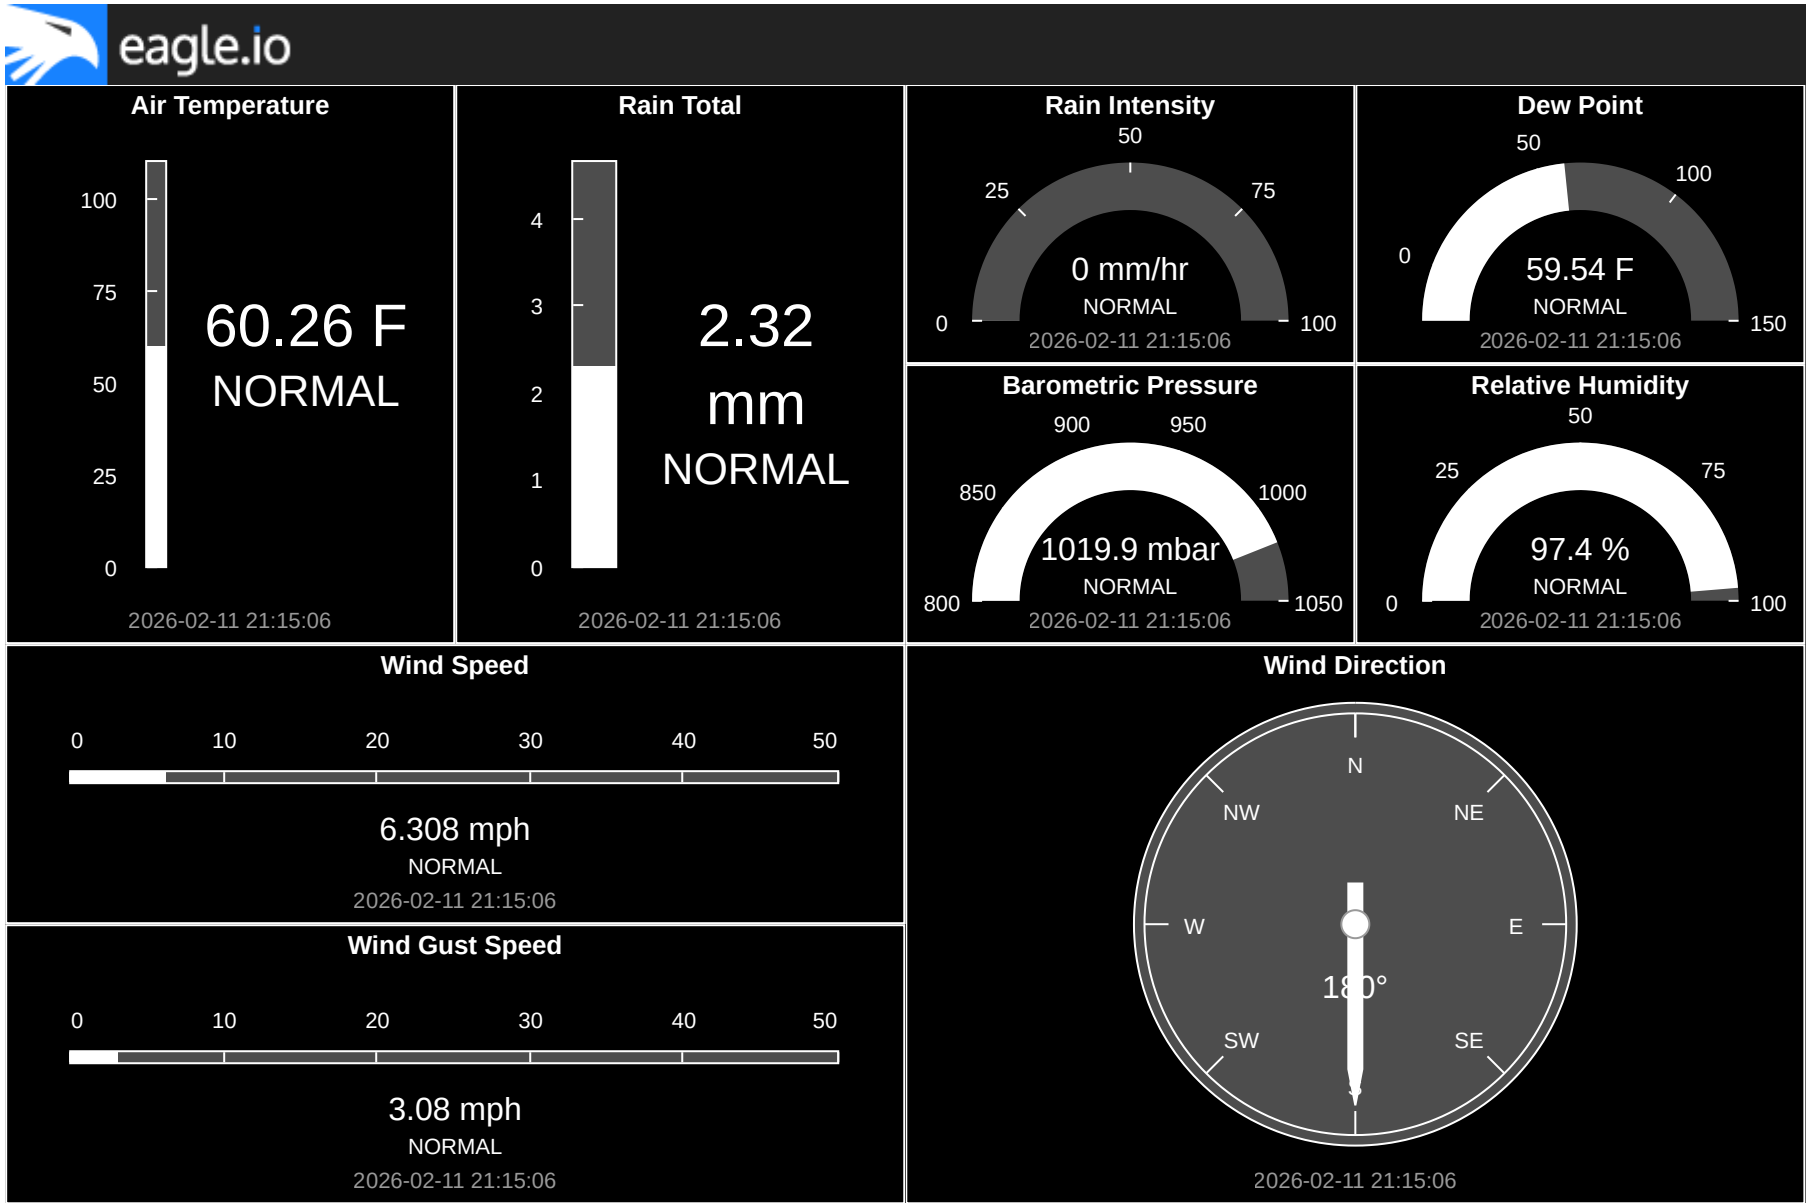 eagle.io
Air Temperature
100
75
50
25
0
60.26 F
NORMAL
2026-02-11 21:15:06
Rain Total
4
3
2
1
0
2.32
mm
NORMAL
2026-02-11 21:15:06
Rain Intensity
0
25
50
75
100
0 mm/hr
NORMAL
2026-02-11 21:15:06
Dew Point
0
50
100
150
59.54 F
NORMAL
2026-02-11 21:15:06
Barometric Pressure
800
850
900
950
1000
1050
1019.9 mbar
NORMAL
2026-02-11 21:15:06
Relative Humidity
0
25
50
75
100
97.4 %
NORMAL
2026-02-11 21:15:06
Wind Speed
0 10 20 30 40 50
6.308 mph
NORMAL
2026-02-11 21:15:06
Wind Gust Speed
0 10 20 30 40 50
3.08 mph
NORMAL
2026-02-11 21:15:06
Wind Direction
N
NW NE
W E
180°
SW SE
S
2026-02-11 21:15:06